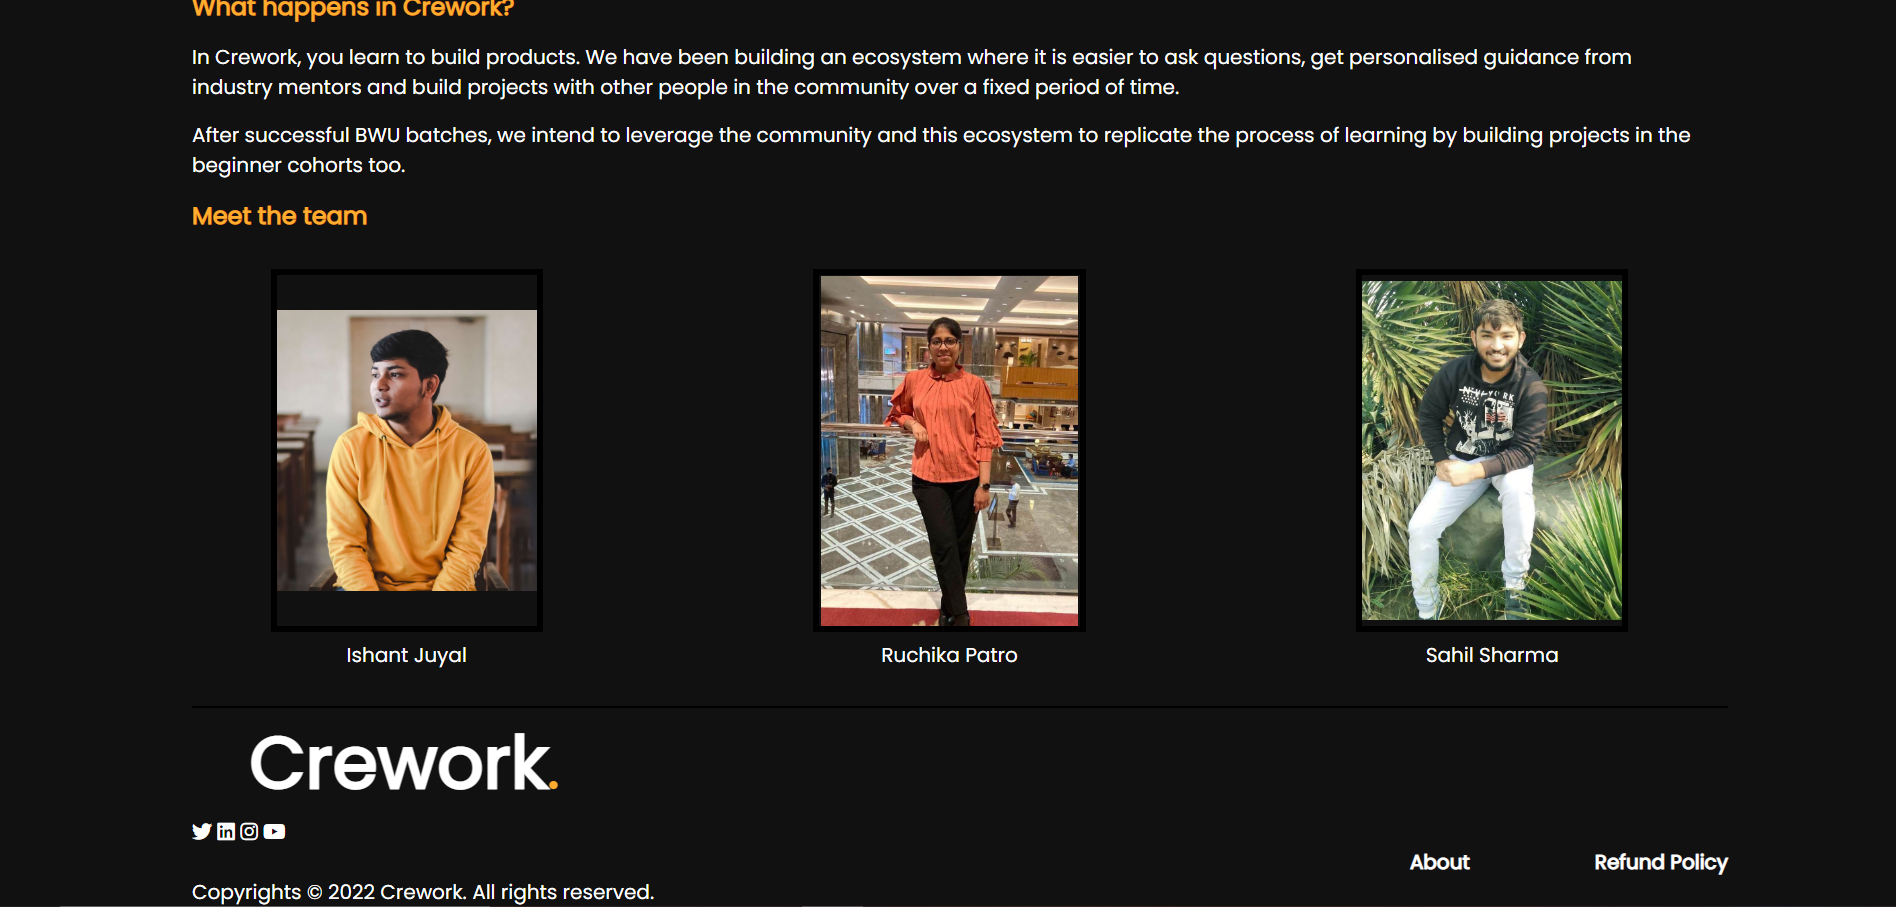 What happens in Crework?
In Crework, you learn to build products. We have been building an ecosystem where it is easier to ask questions, get personalised guidance from
industry mentors and build projects with other people in the community over a fixed period of time.
After successful BWU batches, we intend to leverage the community and this ecosystem to replicate the process of learning by building projects in the
beginner cohorts too.
Meet the team
Ishant Juyal
Ruchika Patro
Sahil Sharma
Crework.
About
Refund Policy
Copyrights © 2022 Crework. All rights reserved.